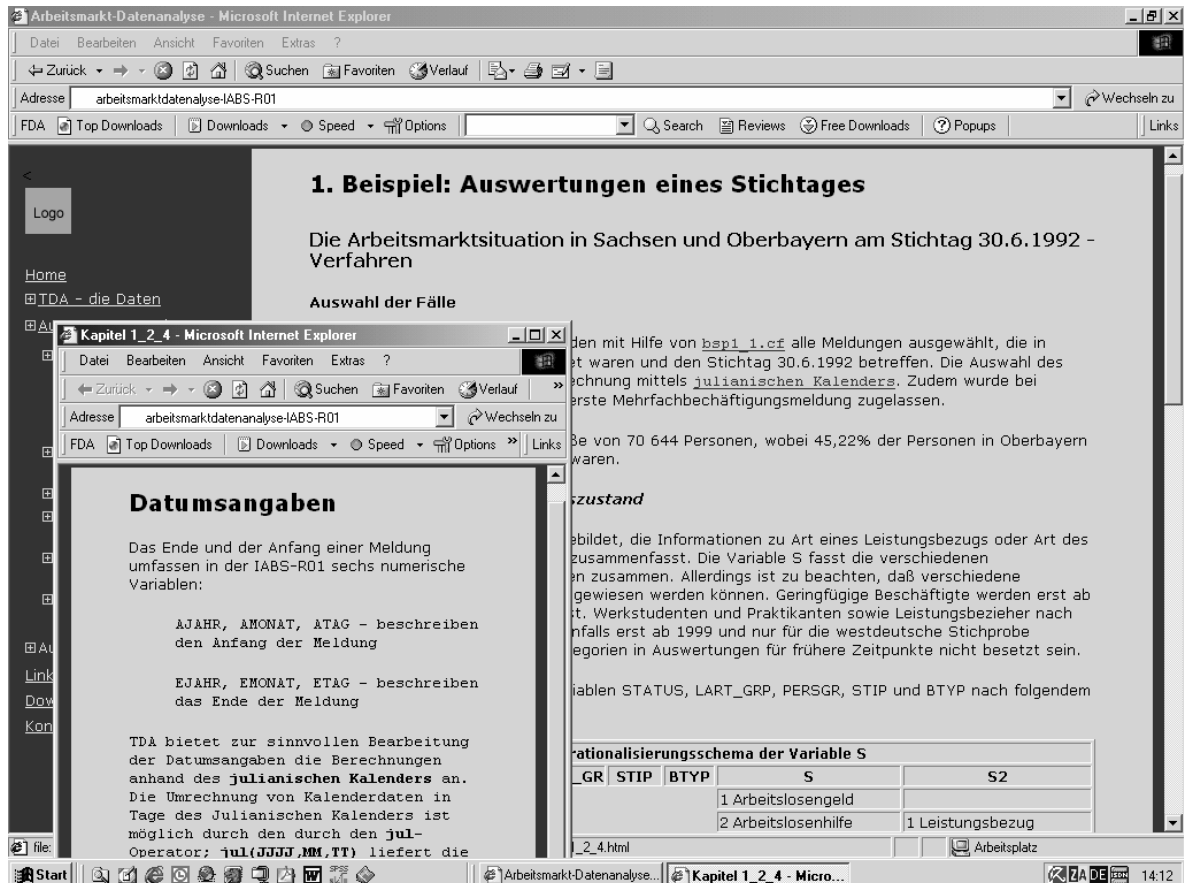 Arbeitsmarkt-Datenanalyse - Microsoft Internet Explorer
Datei Bearbeiten Ansicht Favoriten Extras ?
Zurück Suchen Favoriten Verlauf Options
Adresse arbeitsmarktdatenanalyse-IABS-R01 Wechseln zu
FDA Top Downloads Downloads Speed Options Search Reviews Free Downloads Popups Links
<
Logo
Home
TDA - die Daten
Au
Au
Link
Dow
Kon
1. Beispiel: Auswertungen eines Stichtages
Die Arbeitsmarktsituation in Sachsen und Oberbayern am Stichtag 30.6.1992 -
Verfahren
Auswahl der Fälle
den mit Hilfe von bsp1_1.cf alle Meldungen ausgewählt, die in
et waren und den Stichtag 30.6.1992 betreffen. Die Auswahl des
echnung mittels julianischen Kalenders. Zudem wurde bei
erste Mehrfachbechäftigungsmeldung zugelassen.
ße von 70 644 Personen, wobei 45,22% der Personen in Oberbayern
waren.
szustand
ebildet, die Informationen zu Art eines Leistungsbezugs oder Art des
zusammenfasst. Die Variable S fasst die verschiedenen
en zusammen. Allerdings ist zu beachten, daß verschiedene
gewiesen werden können. Geringfügige Beschäftigte werden erst ab
st. Werkstudenten und Praktikanten sowie Leistungsbezieher nach
nfalls erst ab 1999 und nur für die westdeutsche Stichprobe
egorien in Auswertungen für frühere Zeitpunkte nicht besetzt sein.
iablen STATUS, LART_GRP, PERSGR, STIP und BTYP nach folgendem
rationalisierungsschema der Variable S
_GR STIP BTYP S S2
1 Arbeitslosengeld
2 Arbeitslosenhilfe 1 Leistungsbezug
Kapitel 1_2_4 - Microsoft Internet Explorer
Datei Bearbeiten Ansicht Favoriten Extras ?
Zurück Suchen Favoriten Verlauf »
Adresse arbeitsmarktdatenanalyse-IABS-R01 Wechseln zu
FDA Top Downloads Downloads Speed Options » Links
Datumsangaben
Das Ende und der Anfang einer Meldung
umfassen in der IABS-R01 sechs numerische
Variablen:
AJAHR, AMONAT, ATAG - beschreiben
den Anfang der Meldung
EJAHR, EMONAT, ETAG - beschreiben
das Ende der Meldung
TDA bietet zur sinnvollen Bearbeitung
der Datumsangaben die Berechnungen
anhand des julianischen Kalenders an.
Die Umrechnung von Kalenderdaten in
Tage des Julianischen Kalenders ist
möglich durch den durch den jul-
Operator; jul(JJJJ,MM,TT) liefert die
file: 1_2_4.html Arbeitsplatz
Start Arbeitsmarkt-Datenanalyse... Kapitel 1_2_4 - Micro... DE 14:12